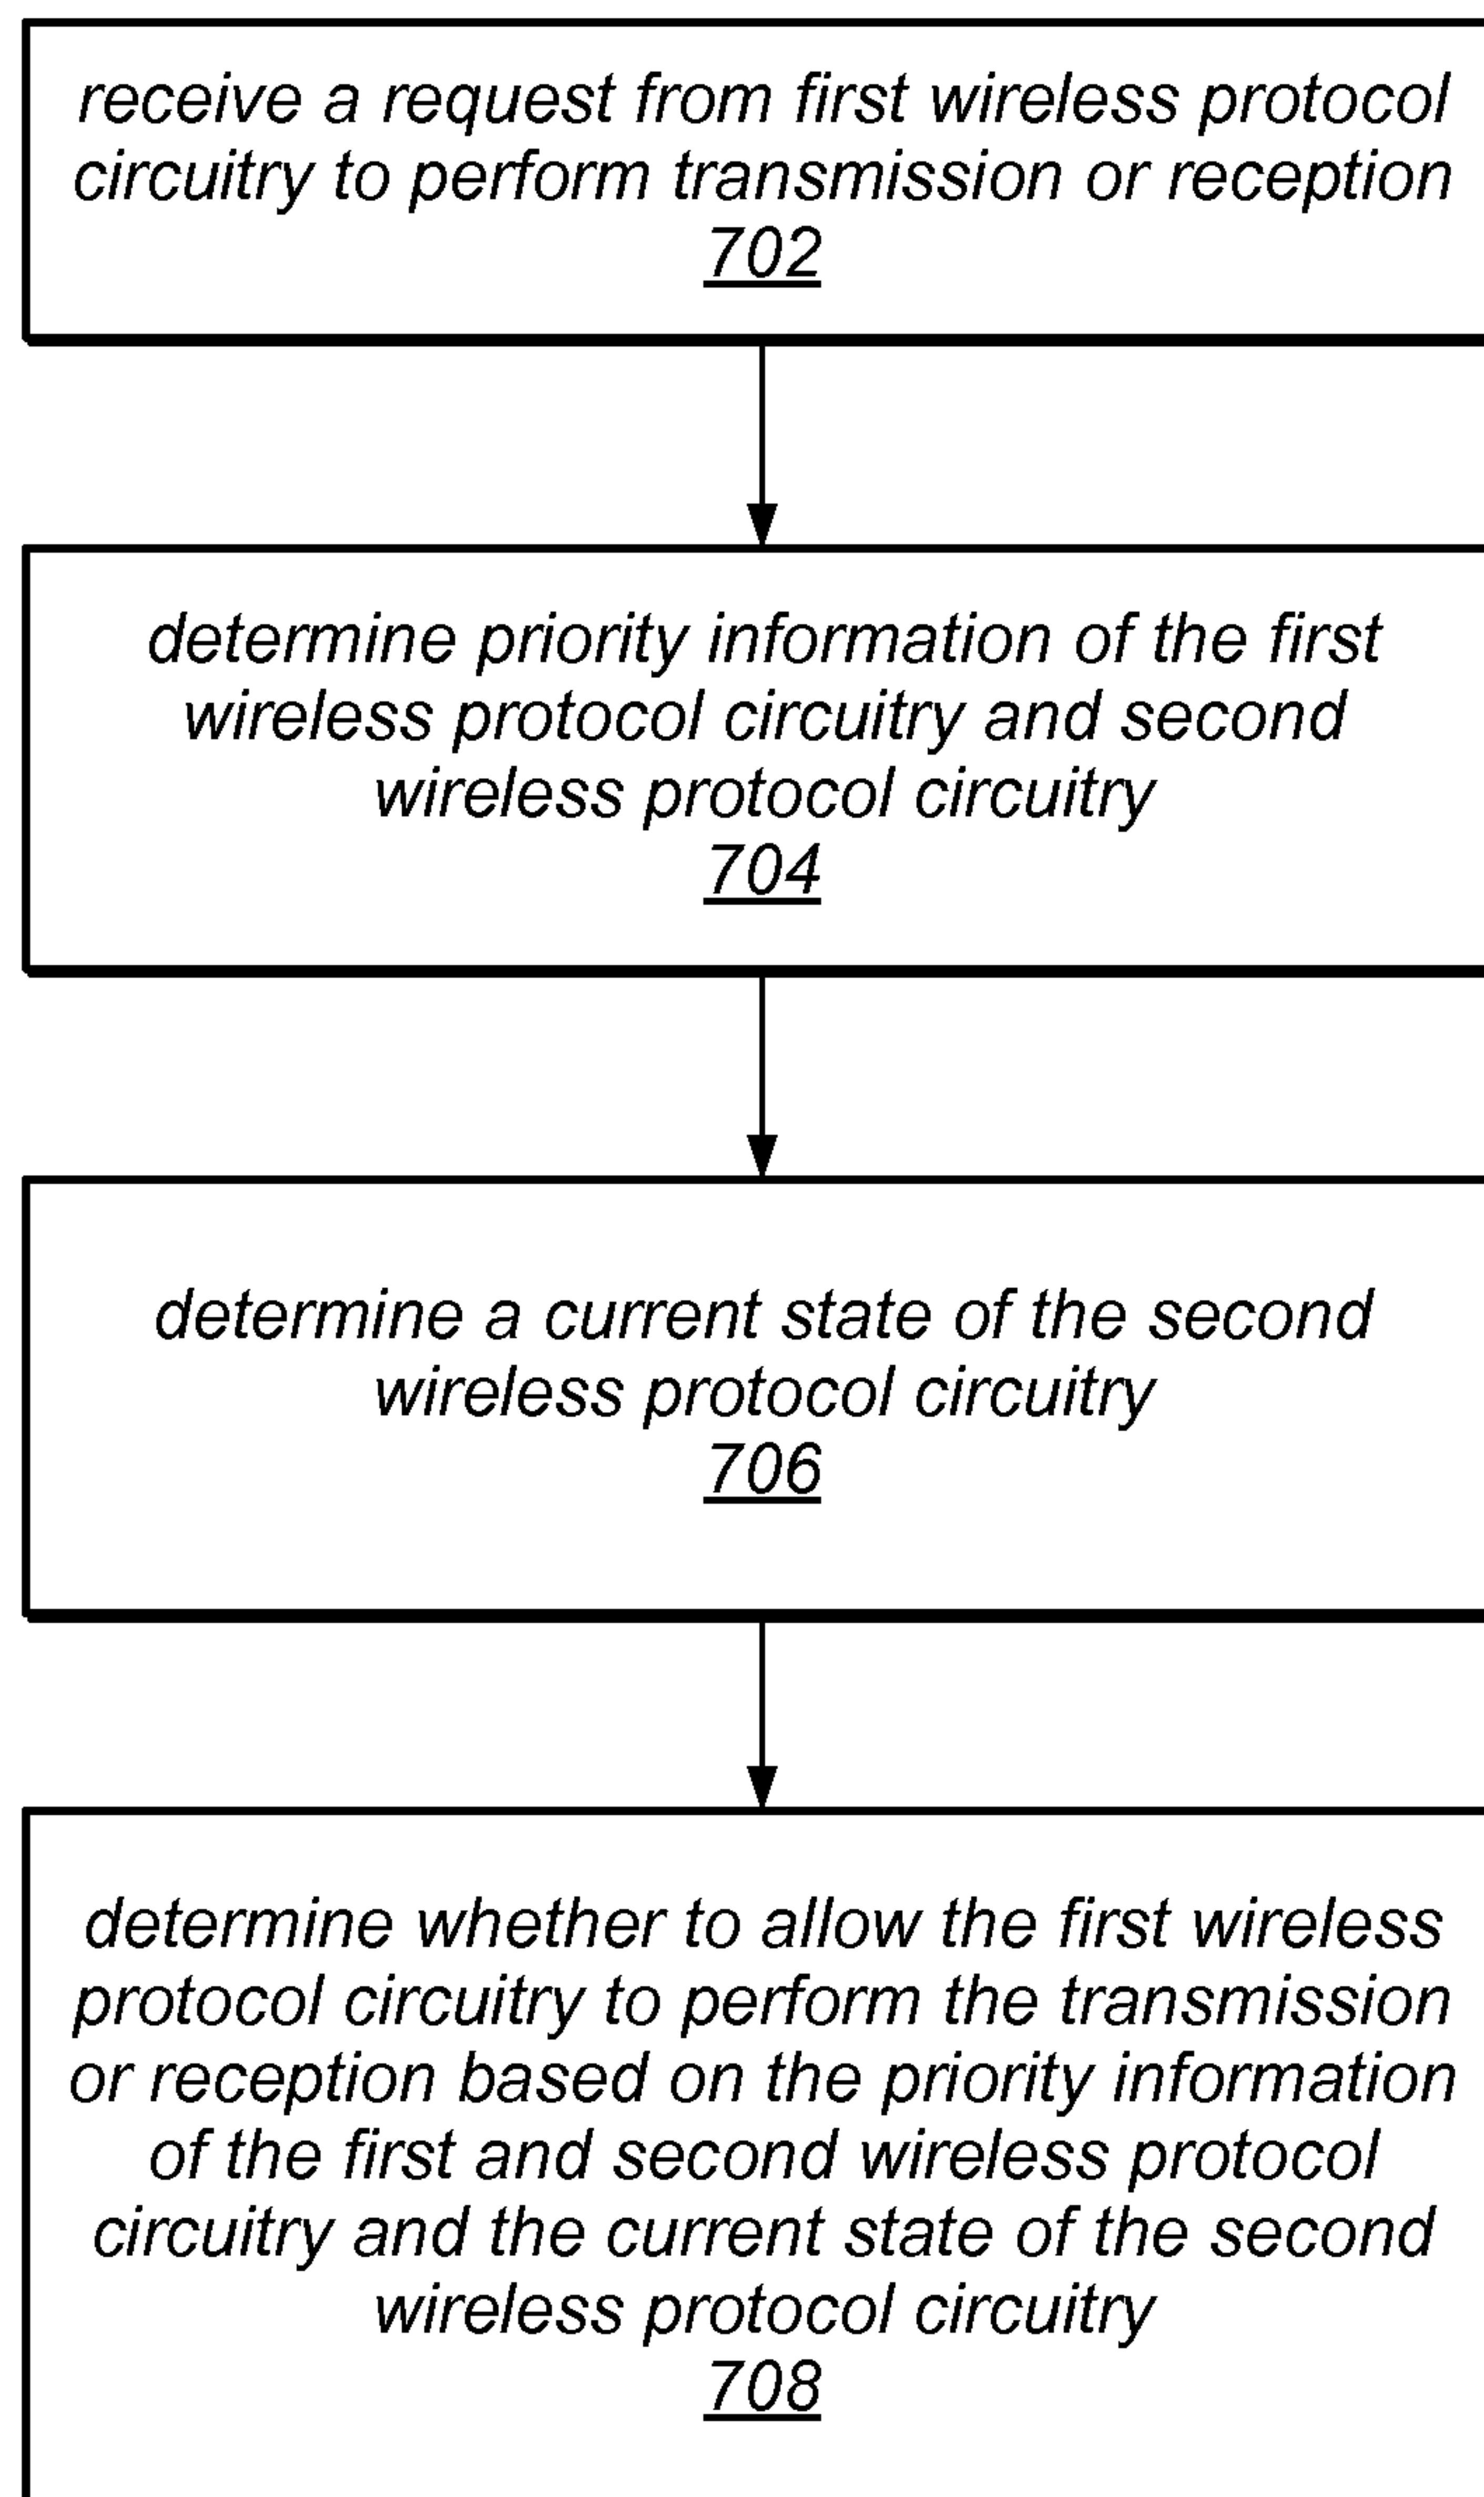 receive a request from first wireless protocol
circuitry to perform transmission or reception
702
determine priority information of the first
wireless protocol circuitry and second
wireless protocol circuitry
704
determine a current state of the second
wireless protocol circuitry
706
determine whether to allow the first wireless
protocol circuitry to perform the transmission
or reception based on the priority information
of the first and second wireless protocol
circuitry and the current state of the second
wireless protocol circuitry
708